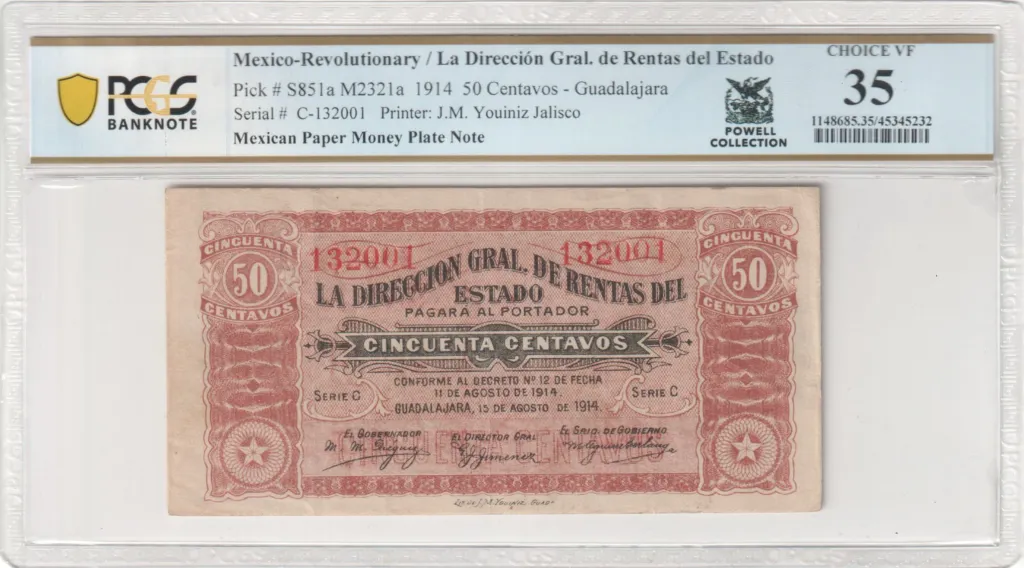 PCGS
BANKNOTE
Mexico-Revolutionary / La Dirección Gral. de Rentas del Estado
Pick # S851a M2321a 1914 50 Centavos - Guadalajara
Serial # C-132001 Printer: J.M. Youiniz Jalisco
Mexican Paper Money Plate Note
POWELL
COLLECTION
CHOICE VF
35
1148685.35/45345232
CINCUENTA
50
CENTAVOS
132001
132001
CINCUENTA
50
CENTAVOS
LA DIRECCION GRAL. DE RENTAS DEL
ESTADO
PAGARÁ AL PORTADOR
CINCUENTA CENTAVOS
CONFORME AL DECRETO Nº 12 DE FECHA
11 DE AGOSTO DE 1914.
SERIE C
SERIE C
GUADALAJARA, 15 DE AGOSTO DE 1914.
EL GOBERNADOR
EL DIRECTOR GRAL
EL SRIO. DE GOBIERNO
Jimenez
CINCUENTA CENTAVOS